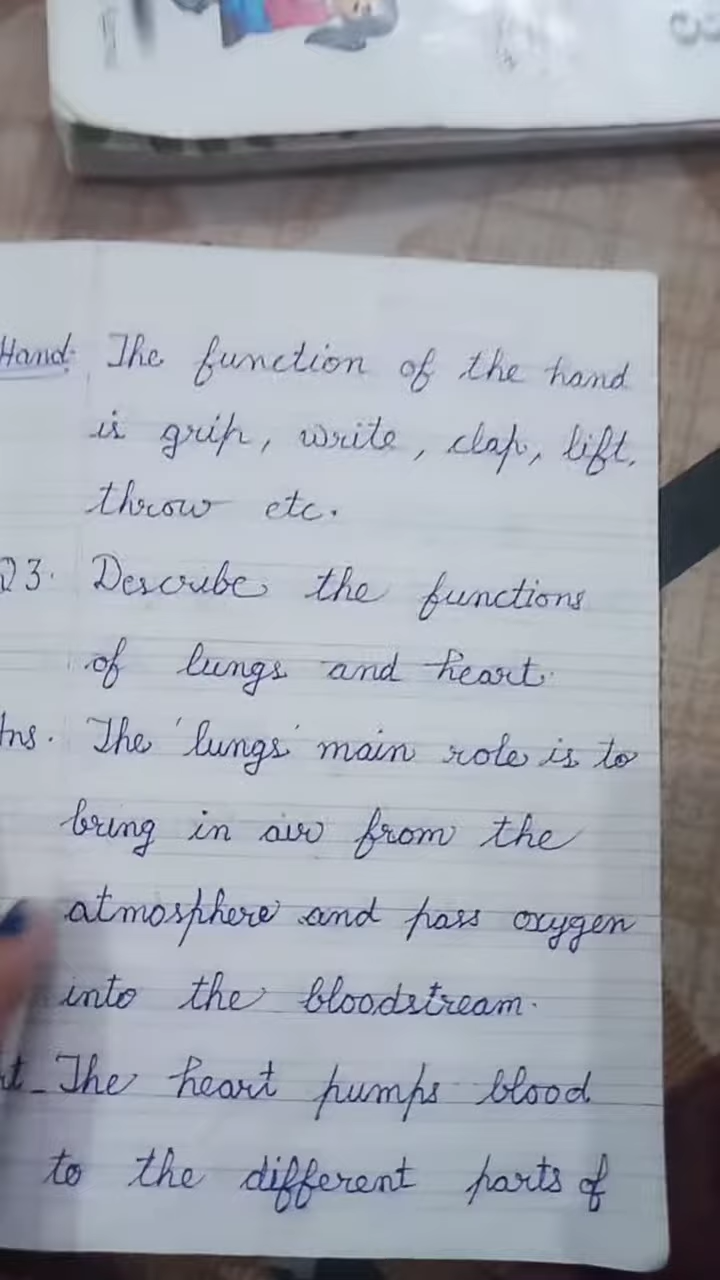 Hand: The function of the hand
is grip, write, clap, lift,
throw etc.
Q3. Describe the functions
of lungs and heart.
Ans. The 'lungs' main role is to
bring in air from the
atmosphere and pass oxygen
into the bloodstream.
The heart pumps blood
to the different parts of